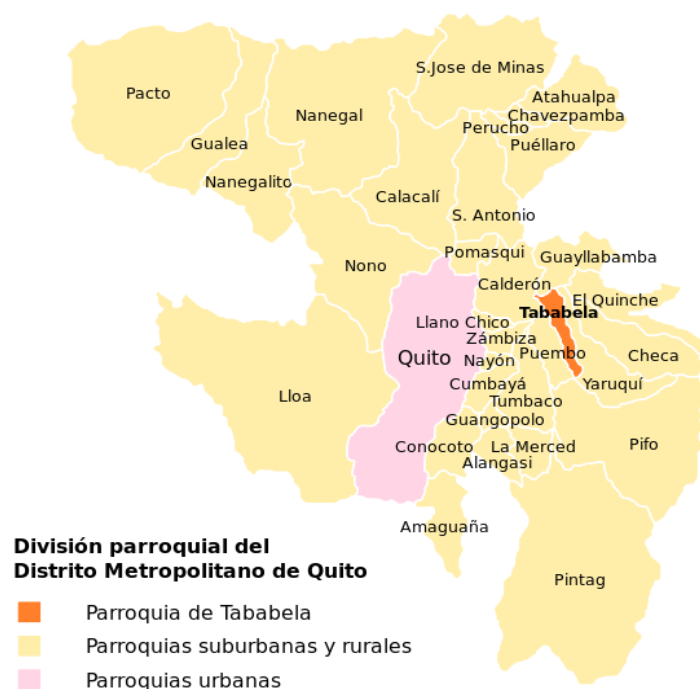 S.Jose de Minas
Pacto
Atahualpa
Nanegal
Chavezpamba
Perucho
Gualea
Puéllaro
Nanegalito
Calacalí
S. Antonio
Pomasqui
Guayllabamba
Nono
Calderón
El Quinche
Tababela
Llano Chico
Zámbiza
Quito
Nayón
Puembo
Checa
Cumbayá
Yaruquí
Lloa
Tumbaco
Guangopolo
Conocoto
La Merced
Pifo
Alangasi
Amaguaña
División parroquial del
Distrito Metropolitano de Quito
Pintag
Parroquia de Tababela
Parroquias suburbanas y rurales
Parroquias urbanas